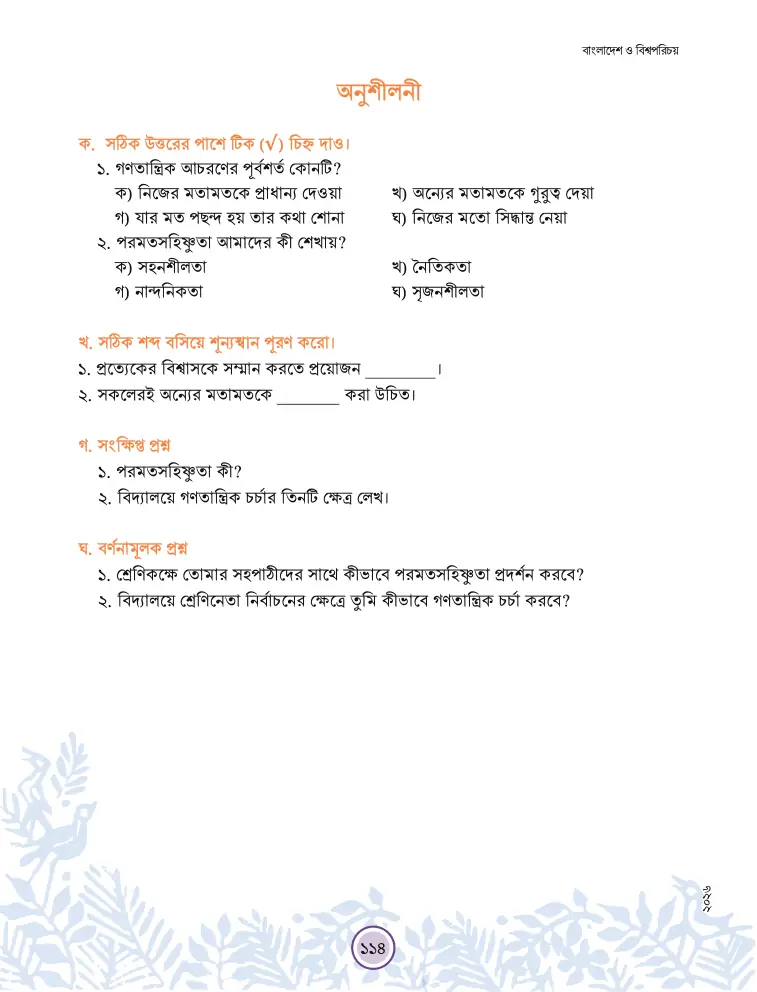 বাংলাদেশ ও বিশ্বপরিচয়
অনুশীলনী
ক. সঠিক উত্তরের পাশে টিক (√) চিহ্ন দাও।
১. গণতান্ত্রিক আচরণের পূর্বশর্ত কোনটি?
ক) নিজের মতামতকে প্রাধান্য দেওয়া খ) অন্যের মতামতকে গুরুত্ব দেয়া
গ) যার মত পছন্দ হয় তার কথা শোনা ঘ) নিজের মতো সিদ্ধান্ত নেয়া
২. পরমতসহিষ্ণুতা আমাদের কী শেখায়?
ক) সহনশীলতা খ) নৈতিকতা
গ) নান্দনিকতা ঘ) সৃজনশীলতা
খ. সঠিক শব্দ বসিয়ে শূন্যস্থান পূরণ করো।
১. প্রত্যেকের বিশ্বাসকে সম্মান করতে প্রয়োজন ________।
২. সকলেরই অন্যের মতামতকে _______ করা উচিত।
গ. সংক্ষিপ্ত প্রশ্ন
১. পরমতসহিষ্ণুতা কী?
২. বিদ্যালয়ে গণতান্ত্রিক চর্চার তিনটি ক্ষেত্র লেখ।
ঘ. বর্ণনামূলক প্রশ্ন
১. শ্রেণিকক্ষে তোমার সহপাঠীদের সাথে কীভাবে পরমতসহিষ্ণুতা প্রদর্শন করবে?
২. বিদ্যালয়ে শ্রেণিনেতা নির্বাচনের ক্ষেত্রে তুমি কীভাবে গণতান্ত্রিক চর্চা করবে?
২০২৬
১১৪